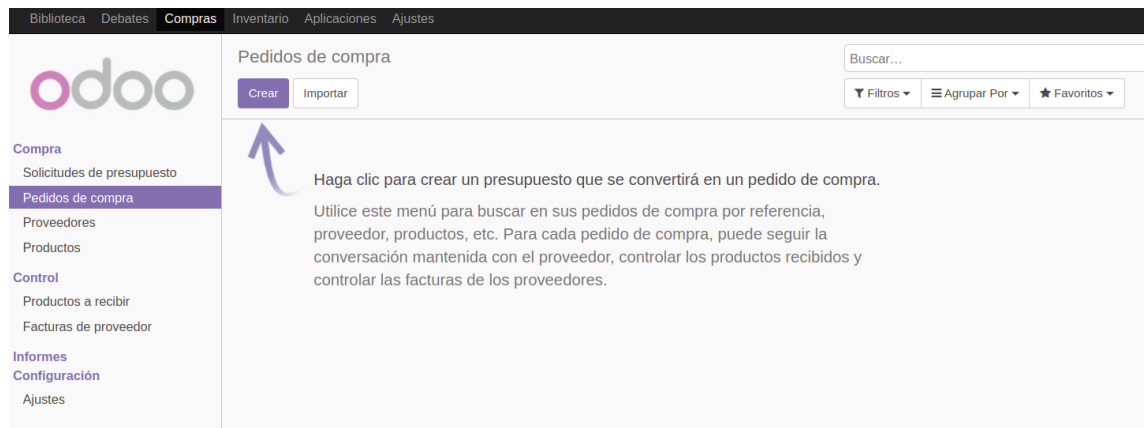 Biblioteca Debates Compras Inventario Aplicaciones Ajustes
odoo
Compra
Solicitudes de presupuesto
Pedidos de compra
Proveedores
Productos
Control
Productos a recibir
Facturas de proveedor
Informes
Configuración
Ajustes
Pedidos de compra
Buscar...
Crear Importar
Filtros Agrupar Por Favoritos
Haga clic para crear un presupuesto que se convertirá en un pedido de compra.
Utilice este menú para buscar en sus pedidos de compra por referencia,
proveedor, productos, etc. Para cada pedido de compra, puede seguir la
conversación mantenida con el proveedor, controlar los productos recibidos y
controlar las facturas de los proveedores.